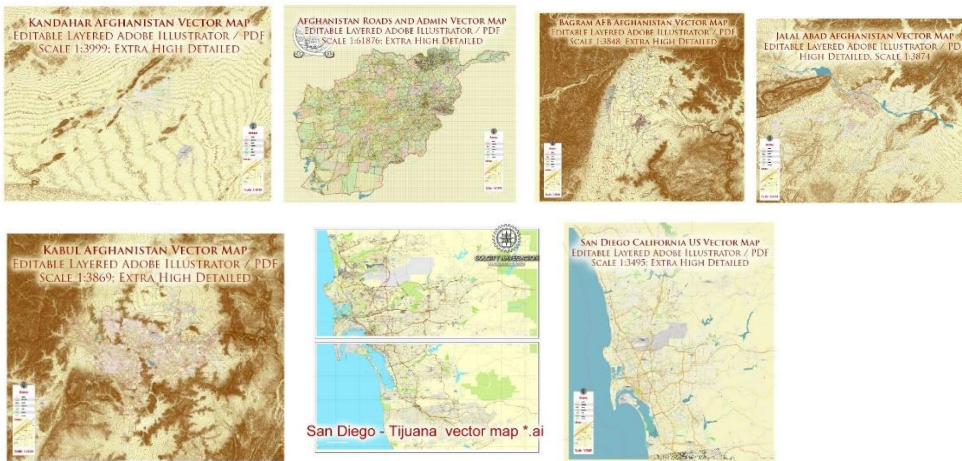 KANDAHAR AFGHANISTAN VECTOR MAP
EDITABLE LAYERED ADOBE ILLUSTRATOR / PDF
SCALE 1:3999; EXTRA HIGH DETAILED
AFGHANISTAN ROADS AND ADMIN VECTOR MAP
EDITABLE LAYERED ADOBE ILLUSTRATOR / PDF
SCALE 1:61876; EXTRA HIGH DETAILED
BAGRAM AFB AFGHANISTAN VECTOR MAP
EDITABLE LAYERED ADOBE ILLUSTRATOR / PDF
SCALE 1:3848; EXTRA HIGH DETAILED
JALAL ABAD AFGHANISTAN VECTOR MAP
EDITABLE LAYERED ADOBE ILLUSTRATOR / PD
HIGH DETAILED, SCALE 1:3874
KABUL AFGHANISTAN VECTOR MAP
EDITABLE LAYERED ADOBE ILLUSTRATOR / PDF
SCALE 1:3869; EXTRA HIGH DETAILED
San Diego - Tijuana vector map *.ai
SAN DIEGO CALIFORNIA US VECTOR MAP
EDITABLE LAYERED ADOBE ILLUSTRATOR / PDF
SCALE 1:3495; EXTRA HIGH DETAILED